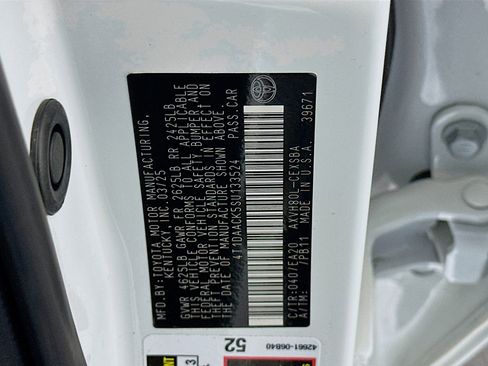 MFD.BY:TOYOTA MOTOR MANUFACTURING.
KENTUCKY, INC. 03/25
GVWR 4625LB GAWR FR 2625LB RR 2425LB
THIS VEHICLE CONFORMS TO ALL APPLICABLE
FEDERAL MOTOR VEHICLE SAFETY, BUMPER AND
THEFT PREVENTION STANDARDS IN EFFECT ON
THE DATE OF MANUFACTURE SHOWN ABOVE.
4T1DAACK5SU133524 PASS.CAR
C/TR:040/EA20 AXVH80L-CEXSBA
A/TM: /PB11 MADE IN U.S.A. 39671
42661-06B40
52